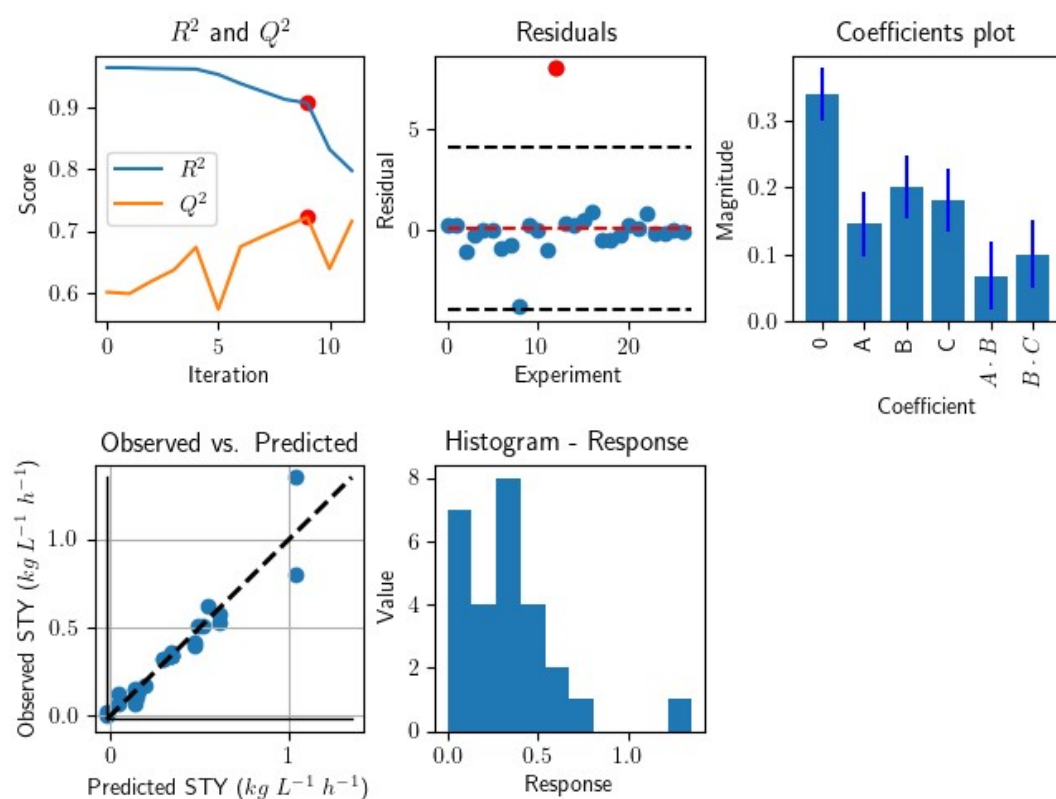 R² and Q²
Score
0.9
0.8
0.7
0.6
R²
Q²
0
5
10
Iteration
Residuals
Residual
5
0
0
20
Experiment
Coefficients plot
Magnitude
0.3
0.2
0.1
0.0
0
A
B
C
A · B
B · C
Coefficient
Observed vs. Predicted
Observed STY (kg L⁻¹ h⁻¹)
1.0
0.5
0.0
0
1
Predicted STY (kg L⁻¹ h⁻¹)
Histogram - Response
Value
8
6
4
2
0
0.0
0.5
1.0
Response